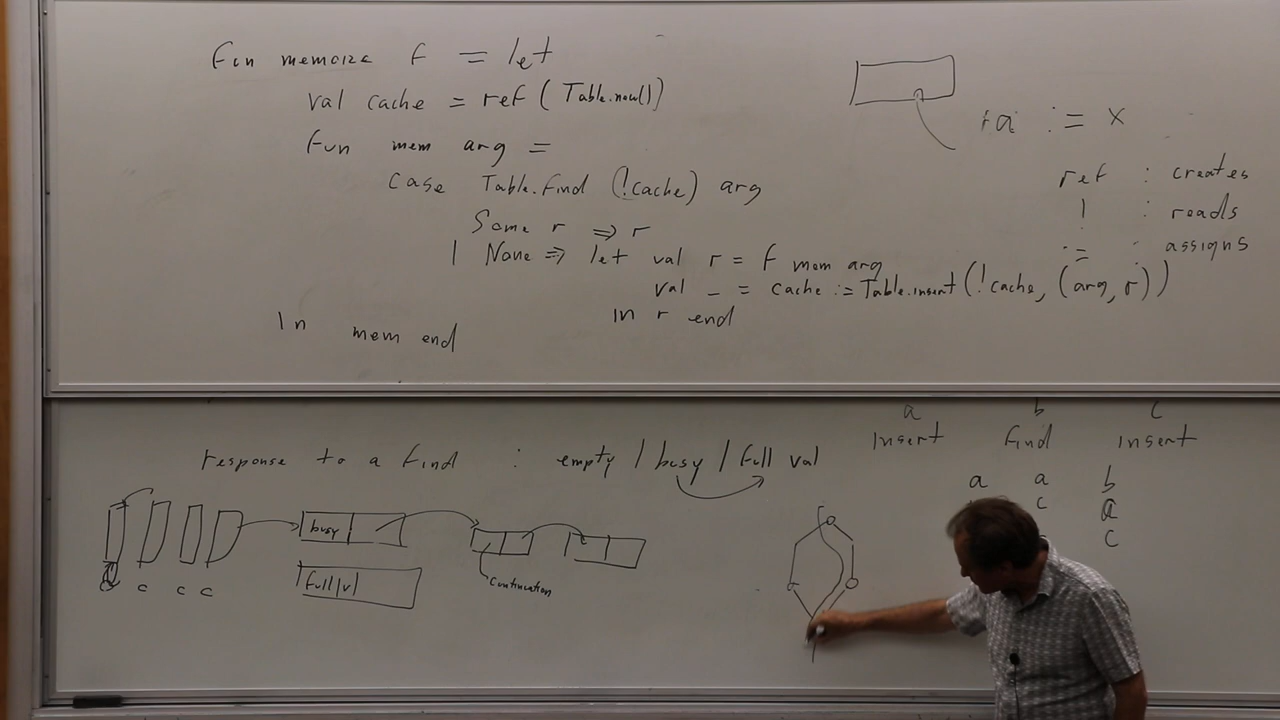 fun memoize f = let
val cache = ref (Table.new())
fun mem arg =
case Table.find (!cache) arg
Some r => r
| None => let val r = f mem arg
val _ = cache := Table.insert (!cache, (arg, r))
in r end
In mem end
a := x
ref : creates
! : reads
:= : assigns
response to a find : empty / busy / full val
busy
full|v|
continuation
c c c
a b c
Insert find insert
a a b
c a
c